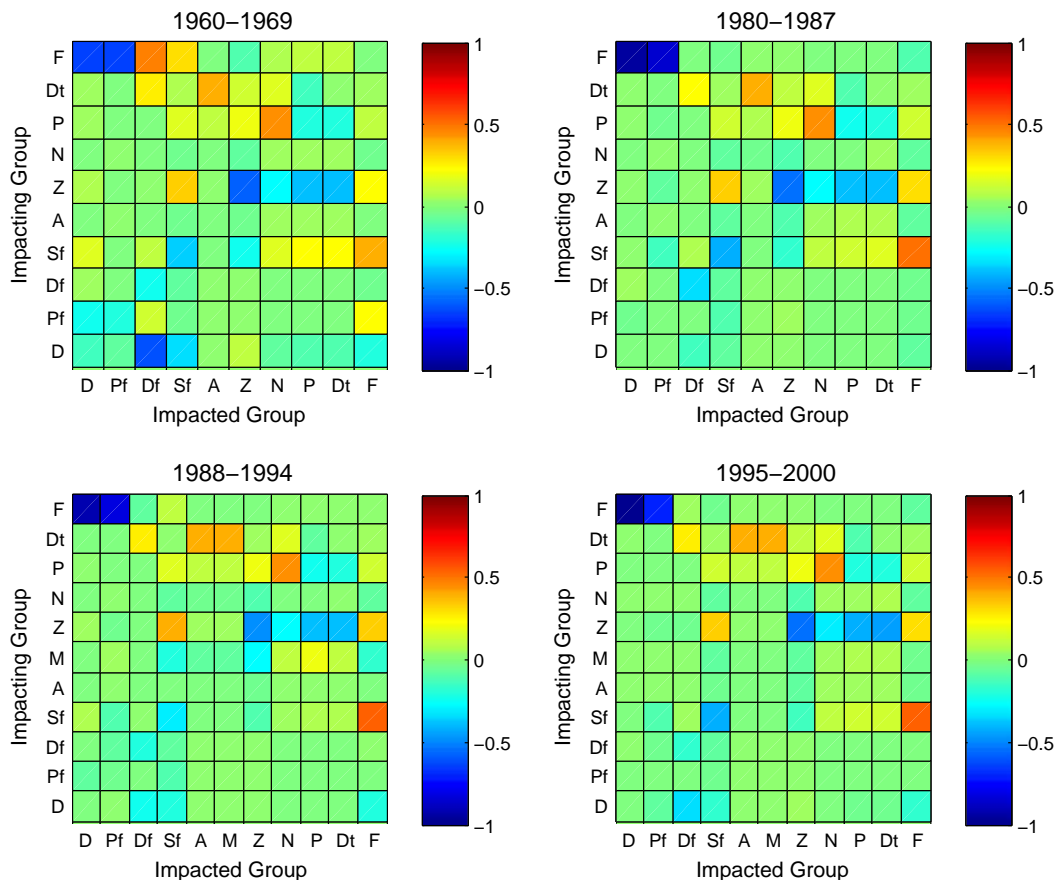 1960−1969
F
Dt
P
N
Z
A
Sf
Df
Pf
D
D Pf Df Sf A Z N P Dt F
Impacting Group
Impacted Group
1
0.5
0
−0.5
−1
1980−1987
F
Dt
P
N
Z
A
Sf
Df
Pf
D
D Pf Df Sf A Z N P Dt F
Impacting Group
Impacted Group
1
0.5
0
−0.5
−1
1988−1994
F
Dt
P
N
Z
M
A
Sf
Df
Pf
D
D Pf Df Sf A M Z N P Dt F
Impacting Group
Impacted Group
1
0.5
0
−0.5
−1
1995−2000
F
Dt
P
N
Z
M
A
Sf
Df
Pf
D
D Pf Df Sf A M Z N P Dt F
Impacting Group
Impacted Group
1
0.5
0
−0.5
−1